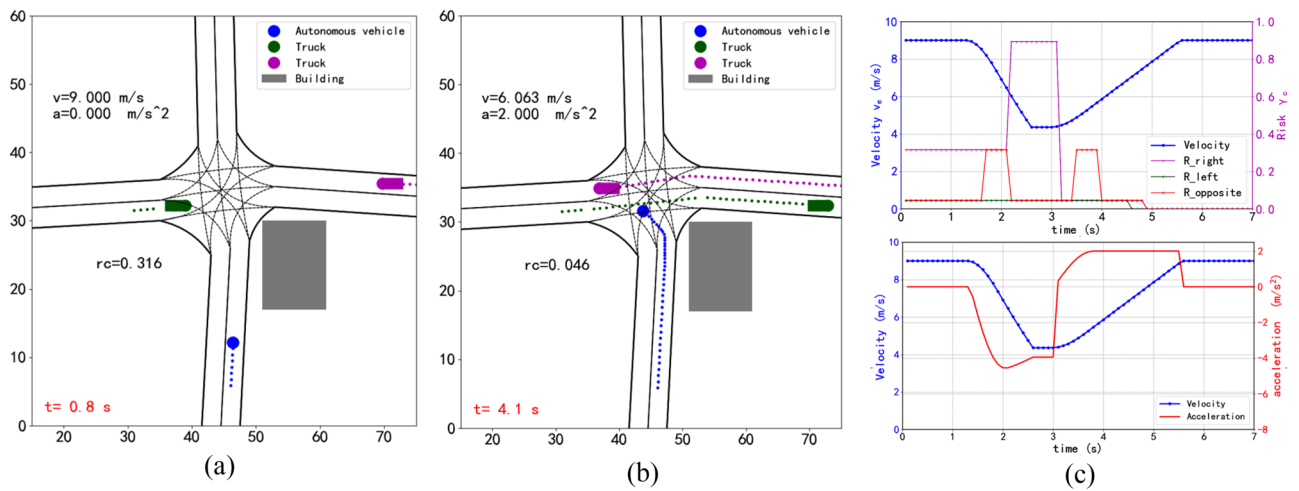 60
50
40
30
20
10
0
20
30
40
50
60
70
Autonomous vehicle
Truck
Truck
Building
v=9.000 m/s
a=0.000 m/s^2
rc=0.316
t= 0.8 s
(a)
60
50
40
30
20
10
0
20
30
40
50
60
70
Autonomous vehicle
Truck
Truck
Building
v=6.063 m/s
a=2.000 m/s^2
rc=0.046
t= 4.1 s
(b)
10
8
6
4
2
0
Velocity vₑ (m/s)
1.0
0.8
0.6
0.4
0.2
0.0
Risk Y_c
Velocity
R_right
R_left
R_opposite
0
1
2
3
4
5
6
7
time (s)
10
8
6
4
2
0
Velocity (m/s)
2
0
-2
-4
-6
-8
acceleration (m/s²)
Velocity
Acceleration
0
1
2
3
4
5
6
7
time (s)
(c)